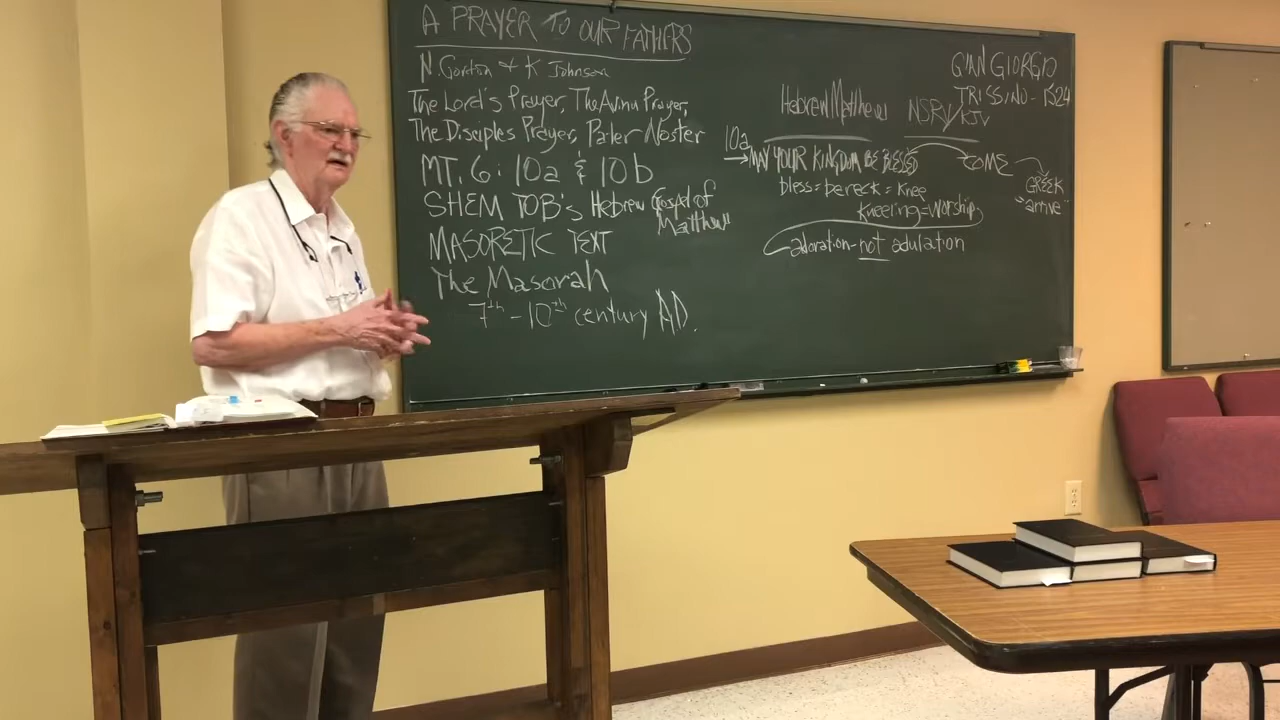 A PRAYER TO OUR FATHERS
N. Gordon & K Johnson
The Lord's Prayer, The Avinu Prayer,
The Disciples Prayer, Pater Noster
MT. 6: 10a & 10b
SHEM TOB'S Hebrew Gospel of
Matthew
MASORETIC TEXT
The Masorah
7th - 10th century AD.
GIAN GIORGIO
TRISSINO - 1524
Hebrew Matthew NSRV/KJV
10a
→ MAY YOUR KINGDOM BE BLESSED COME
bless = bereck = knee
GREEK
"arrive"
kneering = worship
adoration - not adulation